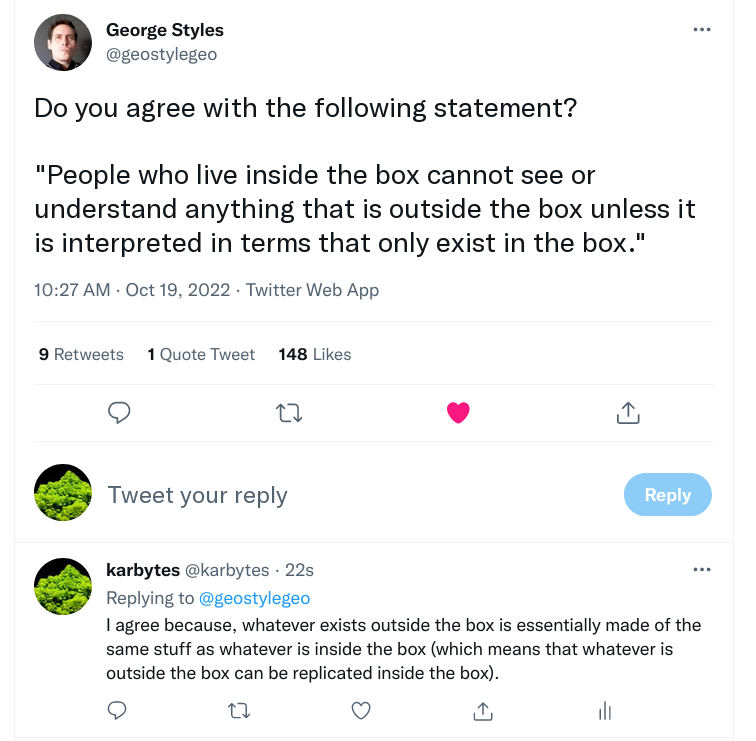 George Styles
@geostylegeo
Do you agree with the following statement?
"People who live inside the box cannot see or
understand anything that is outside the box unless it
is interpreted in terms that only exist in the box."
10:27 AM · Oct 19, 2022 · Twitter Web App
9 Retweets 1 Quote Tweet 148 Likes
Tweet your reply
Reply
karbytes @karbytes · 22s
Replying to @geostylegeo
I agree because, whatever exists outside the box is essentially made of the
same stuff as whatever is inside the box (which means that whatever is
outside the box can be replicated inside the box).